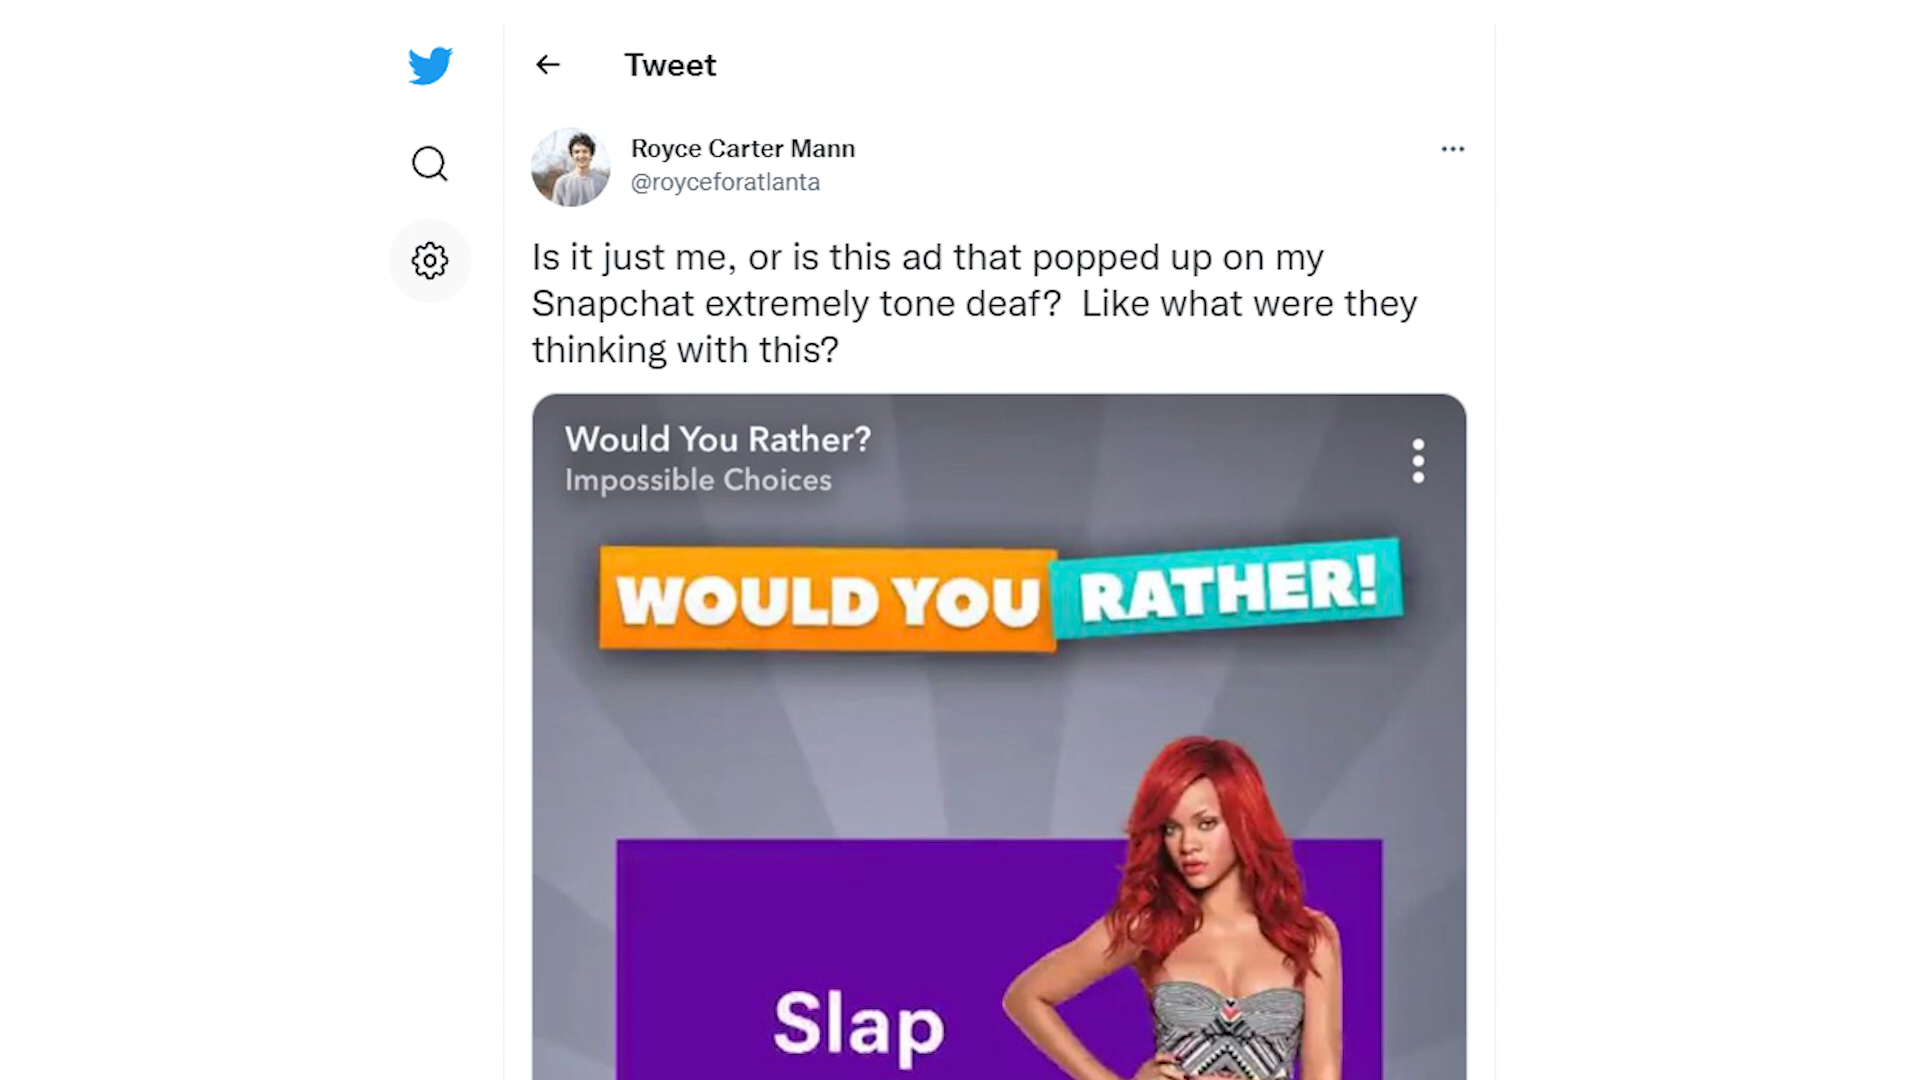 Tweet
Royce Carter Mann
@royceforatlanta
Is it just me, or is this ad that popped up on my
Snapchat extremely tone deaf?  Like what were they
thinking with this?
Would You Rather?
Impossible Choices
WOULD YOU RATHER!
Slap